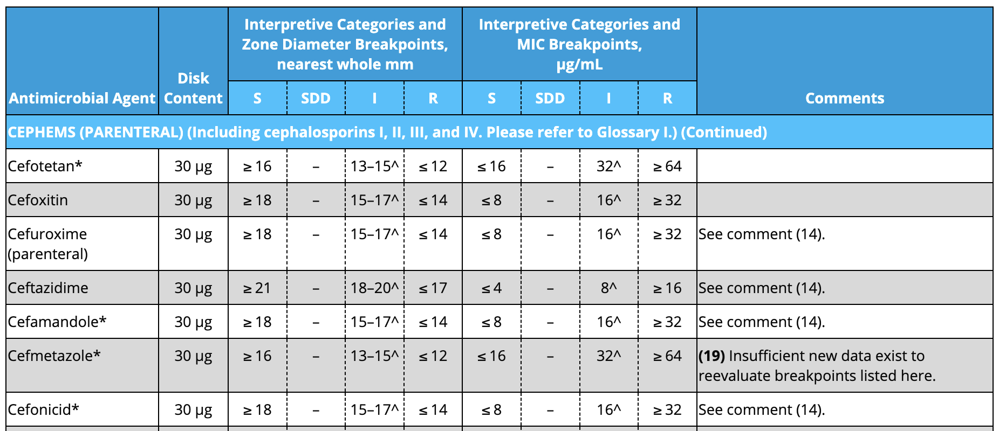 Antimicrobial Agent
Disk
Content
Interpretive Categories and
Zone Diameter Breakpoints,
nearest whole mm
Interpretive Categories and
MIC Breakpoints,
µg/mL
Comments
S SDD I R S SDD I R
CEPHEMS (PARENTERAL) (Including cephalosporins I, II, III, and IV. Please refer to Glossary I.) (Continued)
Cefotetan* 30 µg ≥ 16 – 13–15^ ≤ 12 ≤ 16 – 32^ ≥ 64
Cefoxitin 30 µg ≥ 18 – 15–17^ ≤ 14 ≤ 8 – 16^ ≥ 32
Cefuroxime 30 µg ≥ 18 – 15–17^ ≤ 14 ≤ 8 – 16^ ≥ 32 See comment (14).
(parenteral)
Ceftazidime 30 µg ≥ 21 – 18–20^ ≤ 17 ≤ 4 – 8^ ≥ 16 See comment (14).
Cefamandole* 30 µg ≥ 18 – 15–17^ ≤ 14 ≤ 8 – 16^ ≥ 32 See comment (14).
Cefmetazole* 30 µg ≥ 16 – 13–15^ ≤ 12 ≤ 16 – 32^ ≥ 64 (19) Insufficient new data exist to
reevaluate breakpoints listed here.
Cefonicid* 30 µg ≥ 18 – 15–17^ ≤ 14 ≤ 8 – 16^ ≥ 32 See comment (14).